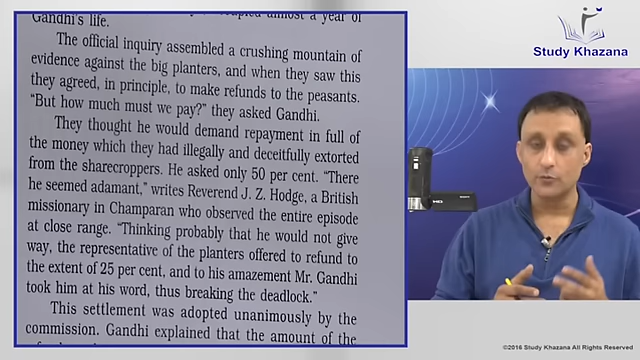 almost a year of
Gandhi's life.
The official inquiry assembled a crushing mountain of
evidence against the big planters, and when they saw this
they agreed, in principle, to make refunds to the peasants.
"But how much must we pay?" they asked Gandhi.
They thought he would demand repayment in full of
the money which they had illegally and deceitfully extorted
from the sharecroppers. He asked only 50 per cent. "There
he seemed adamant," writes Reverend J. Z. Hodge, a British
missionary in Champaran who observed the entire episode
at close range. "Thinking probably that he would not give
way, the representative of the planters offered to refund to
the extent of 25 per cent, and to his amazement Mr. Gandhi
took him at his word, thus breaking the deadlock."
This settlement was adopted unanimously by the
commission. Gandhi explained that the amount of the
Study Khazana
HD
©2016 Study Khazana All Rights Reserved